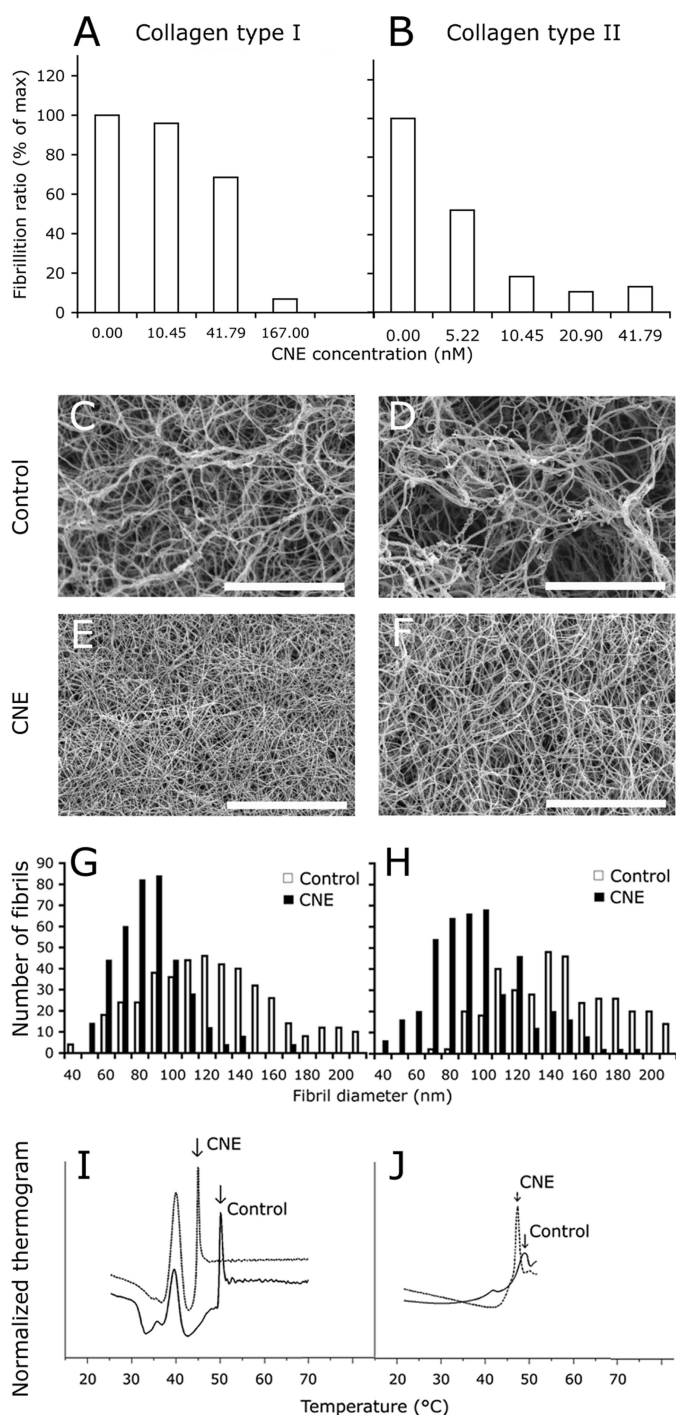 A Collagen type I
B Collagen type II
Fibrillition ratio (% of max)
120
100
80
60
40
20
0
0.00 10.45 41.79 167.00
0.00 5.22 10.45 20.90 41.79
CNE concentration (nM)
Control
C
D
CNE
E
F
Number of fibrils
G
90
80
70
60
50
40
30
20
10
0
Control
CNE
40 60 80 100 120 140 160 180 200
H
Control
CNE
40 60 80 100 120 140 160 180 200
Fibril diameter (nm)
Normalized thermogram
I
CNE
Control
20 30 40 50 60 70
J
CNE
Control
20 30 40 50 60 70
Temperature (°C)